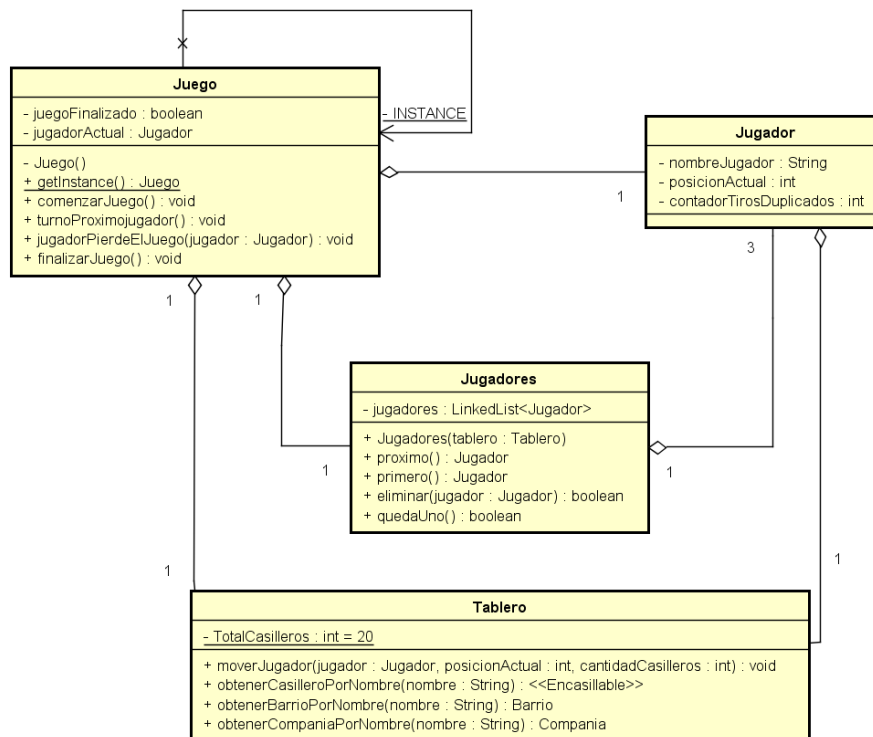 Juego
- juegoFinalizado : boolean
- jugadorActual : Jugador
- Juego()
+ getInstance() : Juego
+ comenzarJuego() : void
+ turnoProximojugador() : void
+ jugadorPierdeElJuego(jugador : Jugador) : void
+ finalizarJuego() : void
- INSTANCE
Jugador
- nombreJugador : String
- posicionActual : int
- contadorTirosDuplicados : int
1
3
1
1
Jugadores
- jugadores : LinkedList<Jugador>
+ Jugadores(tablero : Tablero)
+ proximo() : Jugador
+ primero() : Jugador
+ eliminar(jugador : Jugador) : boolean
+ quedaUno() : boolean
1
1
1
1
Tablero
- TotalCasilleros : int = 20
+ moverJugador(jugador : Jugador, posicionActual : int, cantidadCasilleros : int) : void
+ obtenerCasilleroPorNombre(nombre : String) : <<Encasillable>>
+ obtenerBarrioPorNombre(nombre : String) : Barrio
+ obtenerCompaniaPorNombre(nombre : String) : Compania